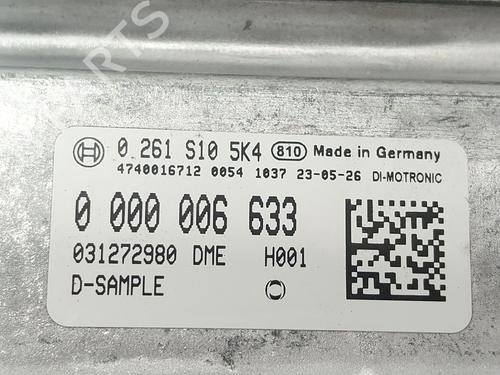 0 261 S10 5K4 810 Made in Germany
4740016712 0054 1037 23-05-26 DI-MOTRONIC
0 000 006 633
031272980 DME H001
D-SAMPLE